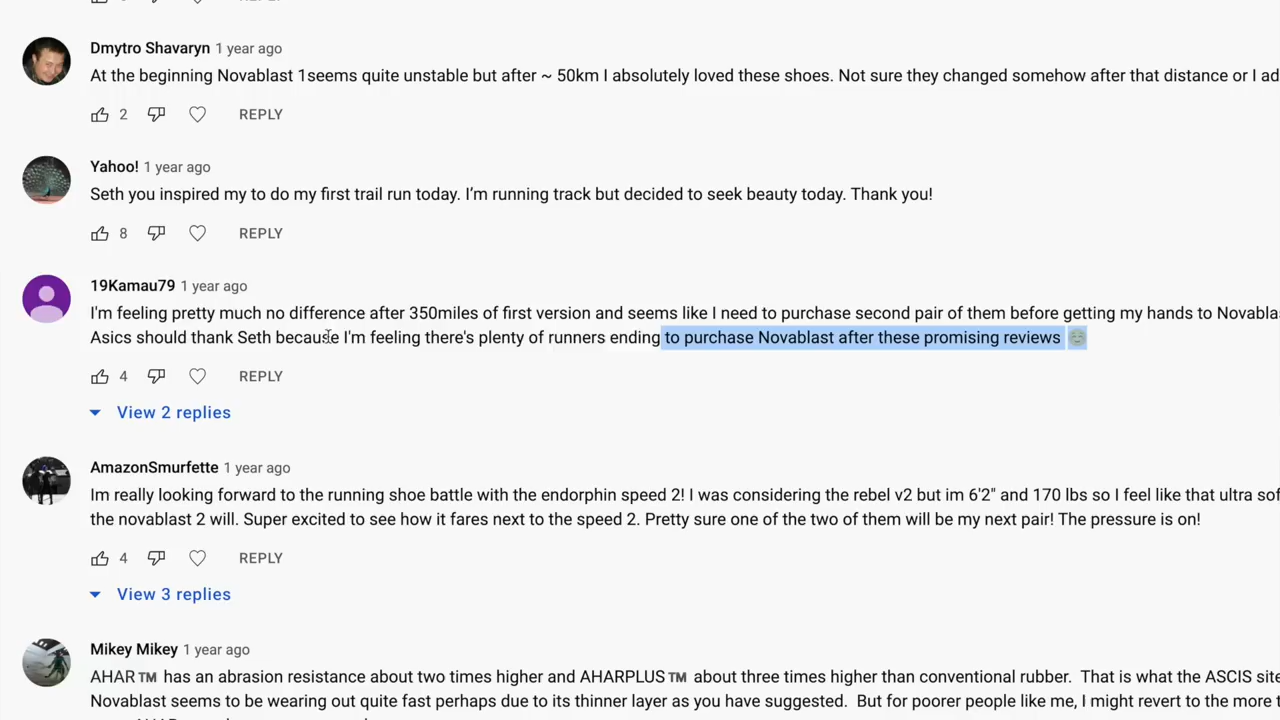 REPLY
Dmytro Shavaryn 1 year ago
At the beginning Novablast 1seems quite unstable but after ~ 50km I absolutely loved these shoes. Not sure they changed somehow after that distance or I ad
2 REPLY
Yahoo! 1 year ago
Seth you inspired my to do my first trail run today. I’m running track but decided to seek beauty today. Thank you!
8 REPLY
19Kamau79 1 year ago
I'm feeling pretty much no difference after 350miles of first version and seems like I need to purchase second pair of them before getting my hands to Novabla
Asics should thank Seth because I'm feeling there's plenty of runners ending to purchase Novablast after these promising reviews
4 REPLY
View 2 replies
AmazonSmurfette 1 year ago
Im really looking forward to the running shoe battle with the endorphin speed 2! I was considering the rebel v2 but im 6'2" and 170 lbs so I feel like that ultra sof
the novablast 2 will. Super excited to see how it fares next to the speed 2. Pretty sure one of the two of them will be my next pair! The pressure is on!
4 REPLY
View 3 replies
Mikey Mikey 1 year ago
AHAR™ has an abrasion resistance about two times higher and AHARPLUS™ about three times higher than conventional rubber. That is what the ASCIS site
Novablast seems to be wearing out quite fast perhaps due to its thinner layer as you have suggested. But for poorer people like me, I might revert to the more